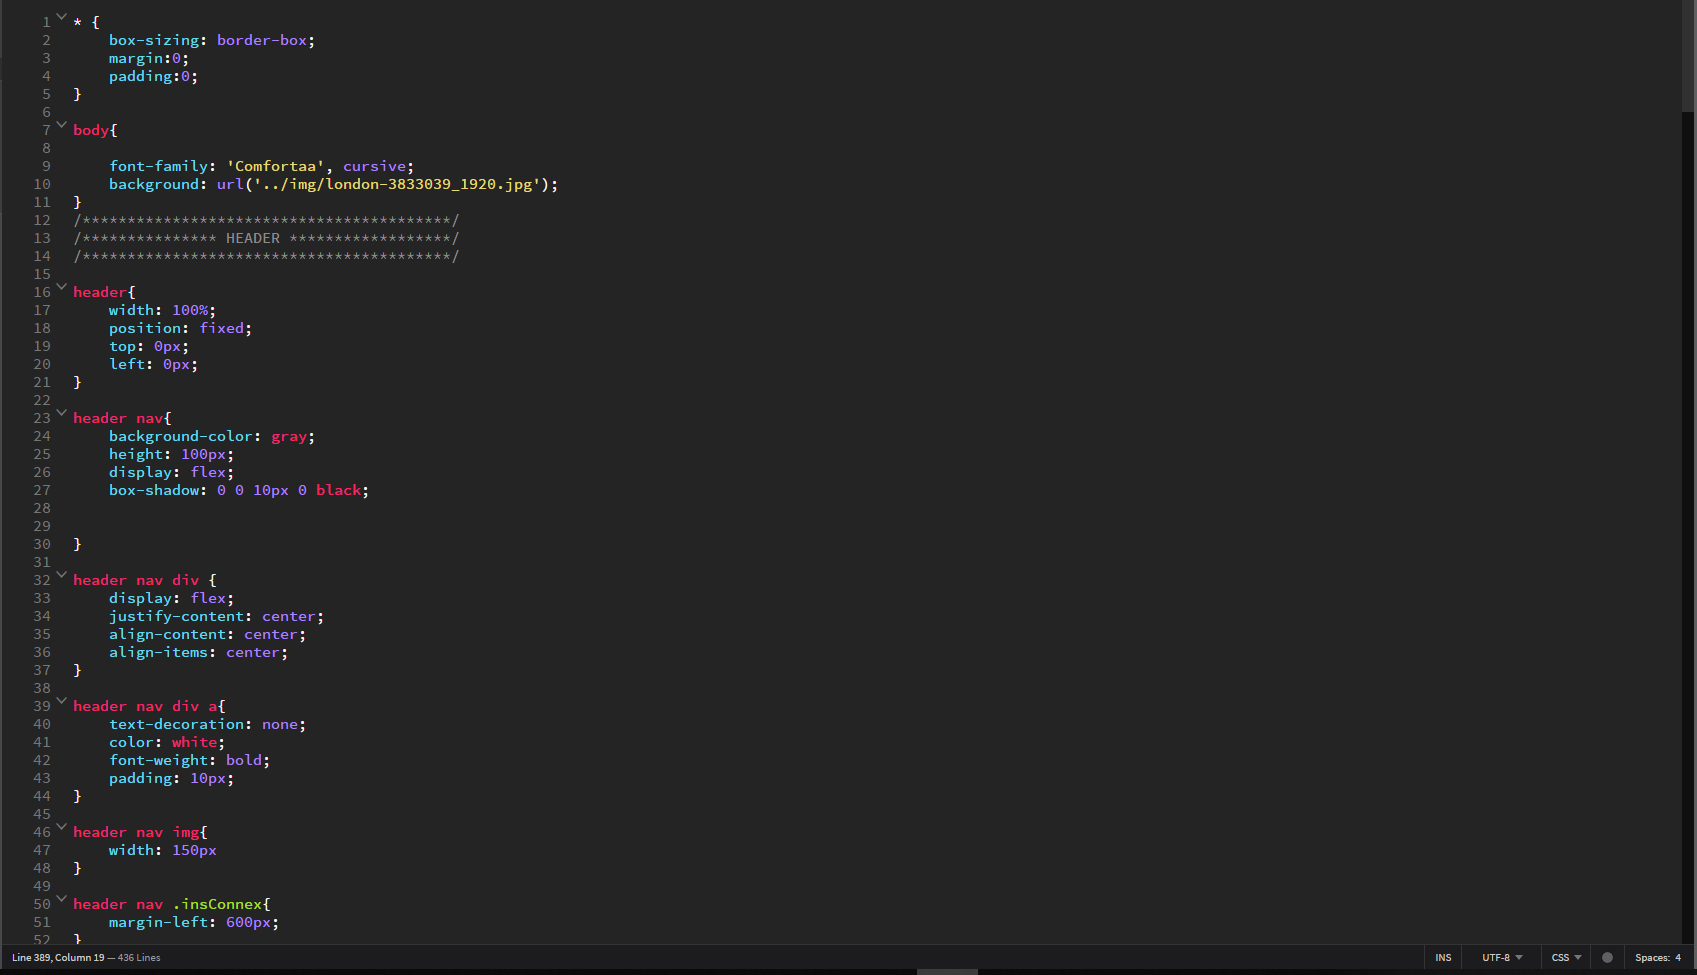 1 * {
2     box-sizing: border-box;
3     margin:0;
4     padding:0;
5 }
6
7 body{
8
9     font-family: 'Comfortaa', cursive;
10     background: url('../img/london-3833039_1920.jpg');
11 }
12 /*****************************************/
13 /*************** HEADER ******************/
14 /*****************************************/
15
16 header{
17     width: 100%;
18     position: fixed;
19     top: 0px;
20     left: 0px;
21 }
22
23 header nav{
24     background-color: gray;
25     height: 100px;
26     display: flex;
27     box-shadow: 0 0 10px 0 black;
28
29
30 }
31
32 header nav div {
33     display: flex;
34     justify-content: center;
35     align-content: center;
36     align-items: center;
37 }
38
39 header nav div a{
40     text-decoration: none;
41     color: white;
42     font-weight: bold;
43     padding: 10px;
44 }
45
46 header nav img{
47     width: 150px
48 }
49
50 header nav .insConnex{
51     margin-left: 600px;
52 }
Line 389, Column 19 — 436 Lines INS UTF-8 CSS Spaces: 4